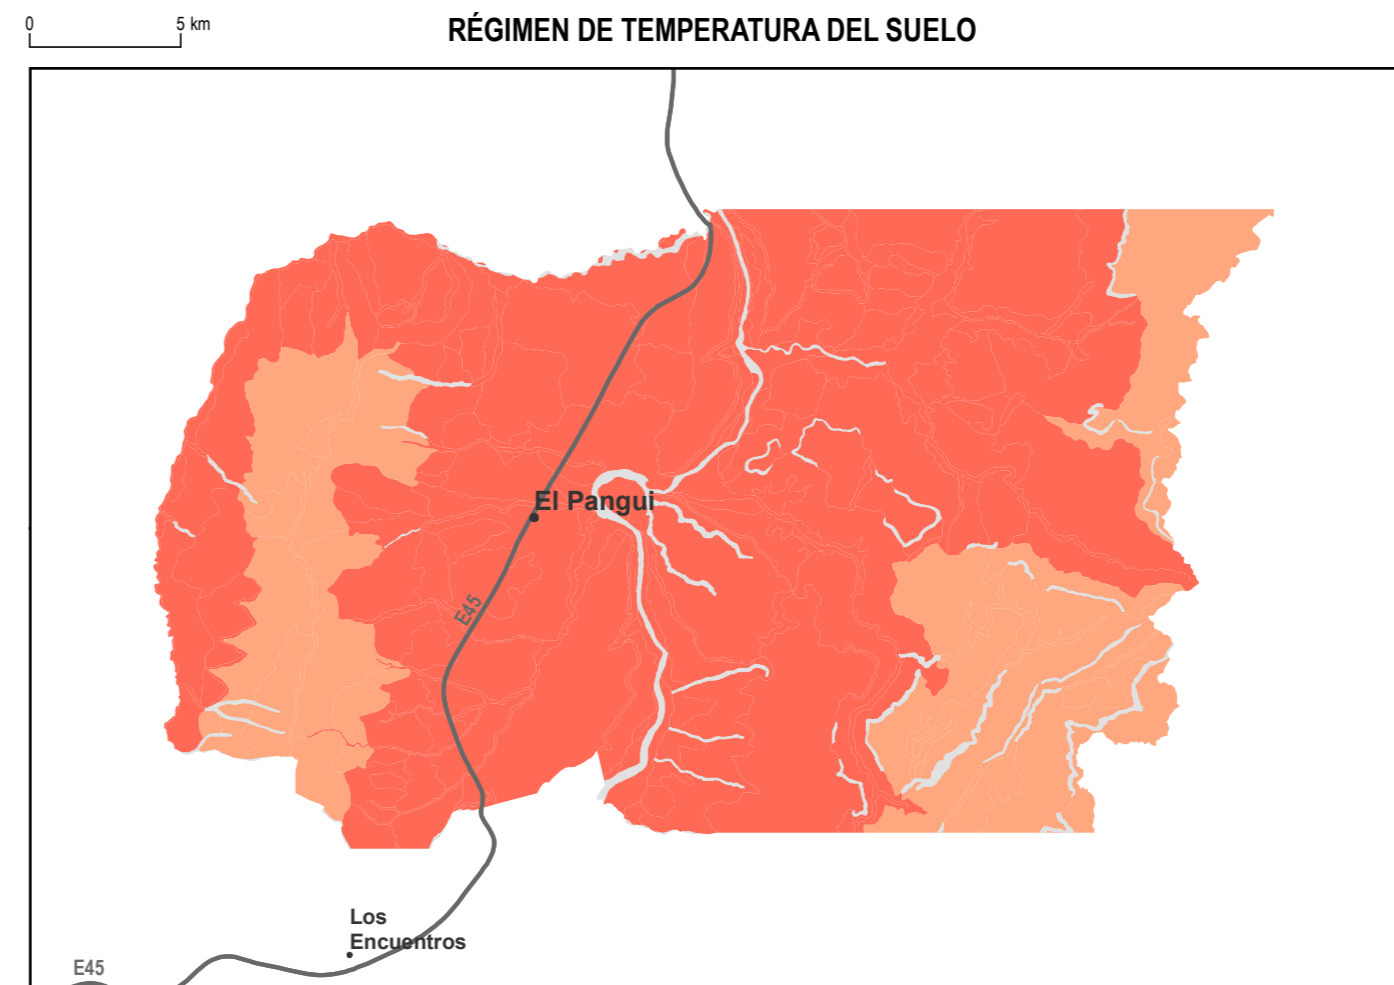 0 5 km
RÉGIMEN DE TEMPERATURA DEL SUELO
El Pangui
E45
Los
Encuentros
E45